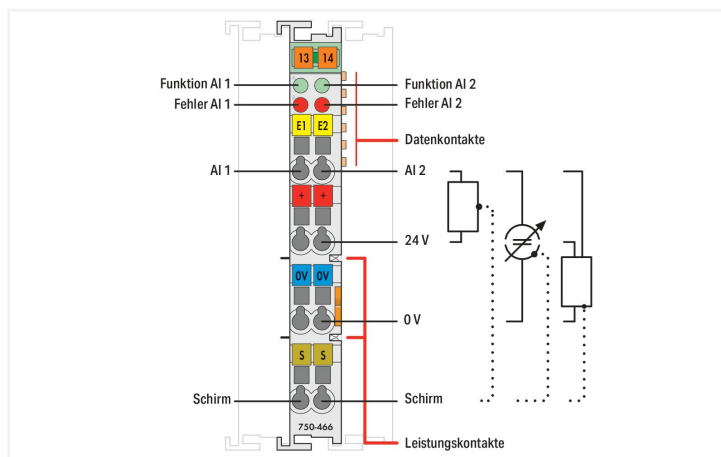 13 14
Funktion AI 1
Funktion AI 2
Fehler AI 1
Fehler AI 2
E1 E2
Datenkontakte
AI 1
AI 2
+ +
24 V
0V 0V
0 V
S S
Schirm
Schirm
750-466
Leistungskontakte